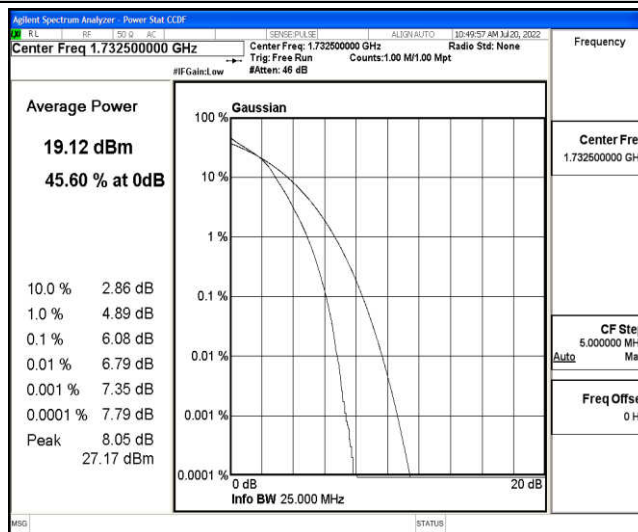 Agilent Spectrum Analyzer - Power Stat CCDF
RL RF 50 Ω AC SENSE:PULSE ALIGN AUTO 10:49:57 AM Jul 20, 2022
Center Freq 1.732500000 GHz
Center Freq: 1.732500000 GHz Radio Std: None
Trig: Free Run Counts:1.00 M/1.00 Mpt
#IFGain:Low #Atten: 46 dB
Frequency
Average Power
19.12 dBm
45.60 % at 0dB
10.0 % 2.86 dB
1.0 % 4.89 dB
0.1 % 6.08 dB
0.01 % 6.79 dB
0.001 % 7.35 dB
0.0001 % 7.79 dB
Peak 8.05 dB
27.17 dBm
Gaussian
100 %
10 %
1 %
0.1 %
0.01 %
0.001 %
0.0001 %
0 dB 20 dB
Info BW 25.000 MHz
Center Fre
1.732500000 GH
CF Ste
5.000000 MH
Auto Ma
Freq Offse
0 H
MSG STATUS